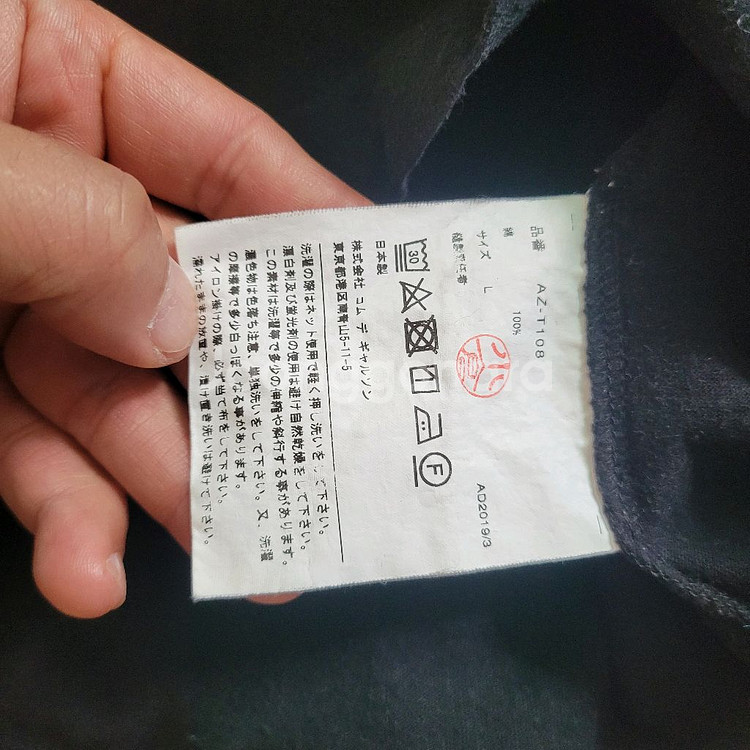 品番 AZ-T108
綿 100%
サイズ L
縫製
AD2019/3
30
F
日本製
株式会社 コム デ ギャルソン
東京都港区南青山5-11-5
洗濯の際はネット使用で軽く押し洗いを 下さい。
漂白剤及び蛍光剤の使用は避け自然乾燥をして下さい。
この素材は洗濯等で多少の伸縮や斜行する事があります。
濃色物は色落ち注意、単独洗いをして下さい。又、洗濯
の摩擦等で多少白っぽくなる事があります。
アイロン掛けの際、必ず当て布をして下さい。
濡れたままの放置や、漬け置き洗いは避けて下さい。